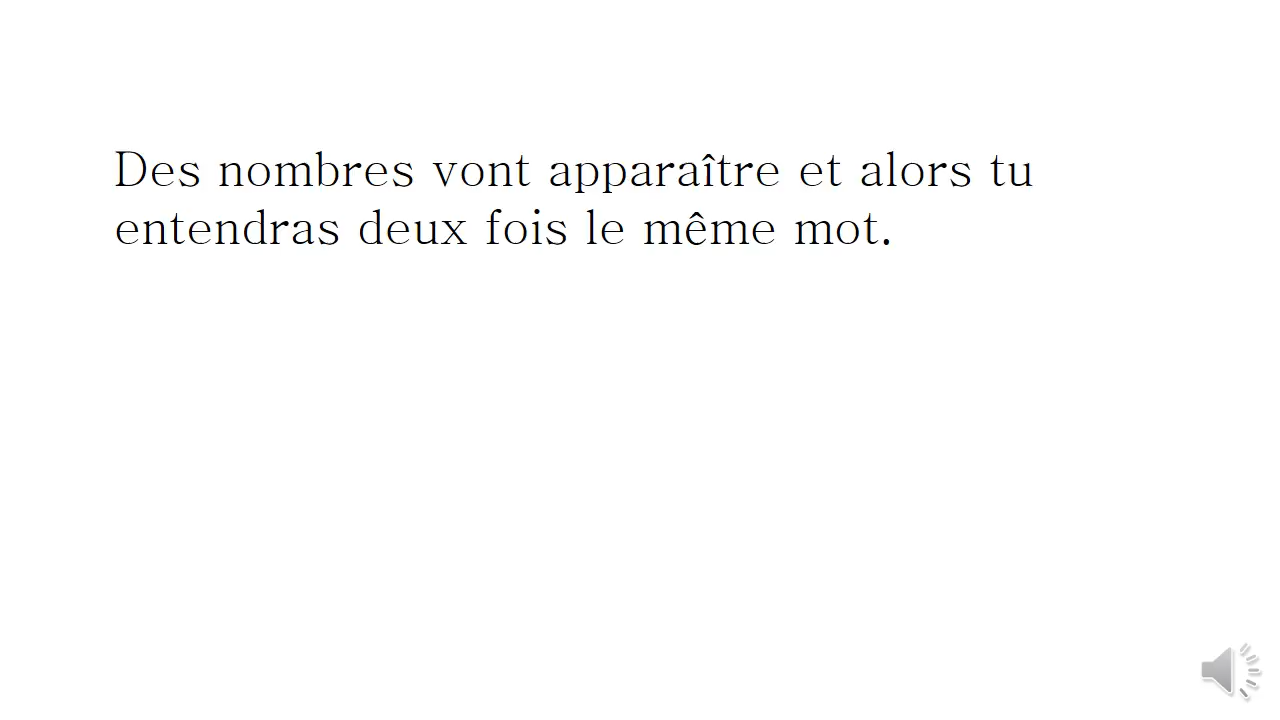 Des nombres vont apparaître et alors tu
entendras deux fois le même mot.